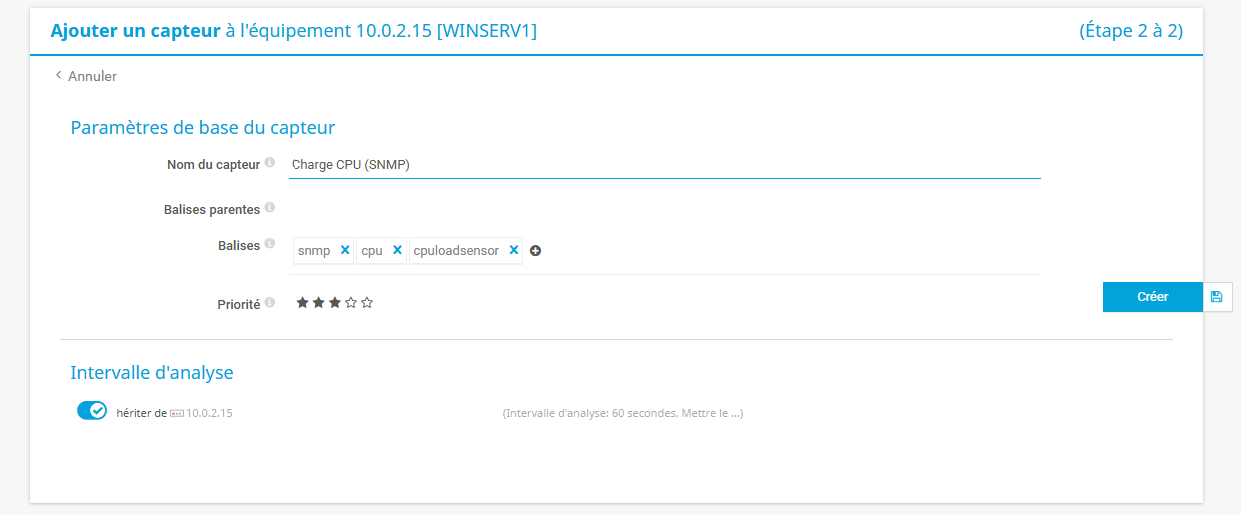 Ajouter un capteur à l'équipement 10.0.2.15 [WINSERV1] (Étape 2 à 2)
Annuler
Paramètres de base du capteur
Nom du capteur Charge CPU (SNMP)
Balises parentes
Balises snmp cpu cpuloadsensor
Priorité
Créer
Intervalle d'analyse
hériter de 10.0.2.15 (Intervalle d'analyse: 60 secondes, Mettre le ...)